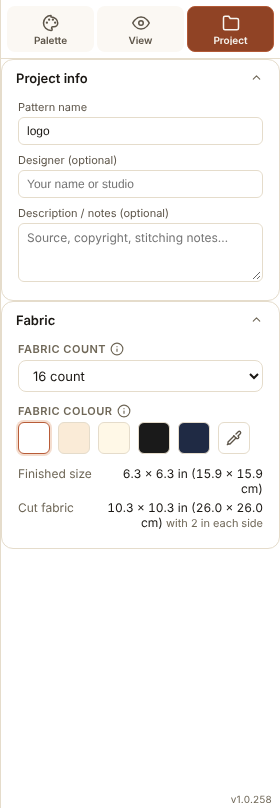 Palette
View
Project
Project info
Pattern name
logo
Designer (optional)
Your name or studio
Description / notes (optional)
Source, copyright, stitching notes...
Fabric
FABRIC COUNT
16 count
FABRIC COLOUR
Finished size
6.3 × 6.3 in (15.9 × 15.9
cm)
Cut fabric
10.3 × 10.3 in (26.0 × 26.0
cm) with 2 in each side
v1.0.258